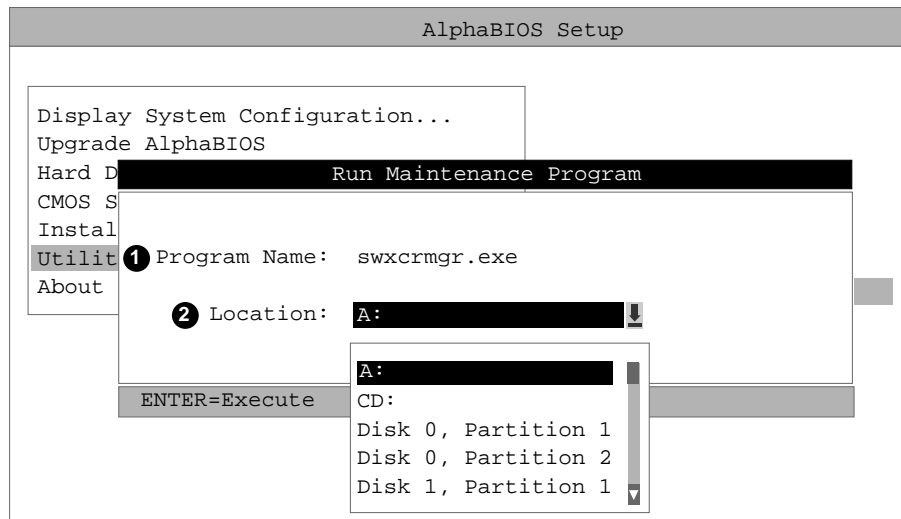 AlphaBIOS Setup
Display System Configuration...
Upgrade AlphaBIOS
Hard D
Run Maintenance Program
CMOS S
Instal
Utilit
1 Program Name: swxcrmgr.exe
About
2 Location: A:
A:
ENTER=Execute
CD:
Disk 0, Partition 1
Disk 0, Partition 2
Disk 1, Partition 1